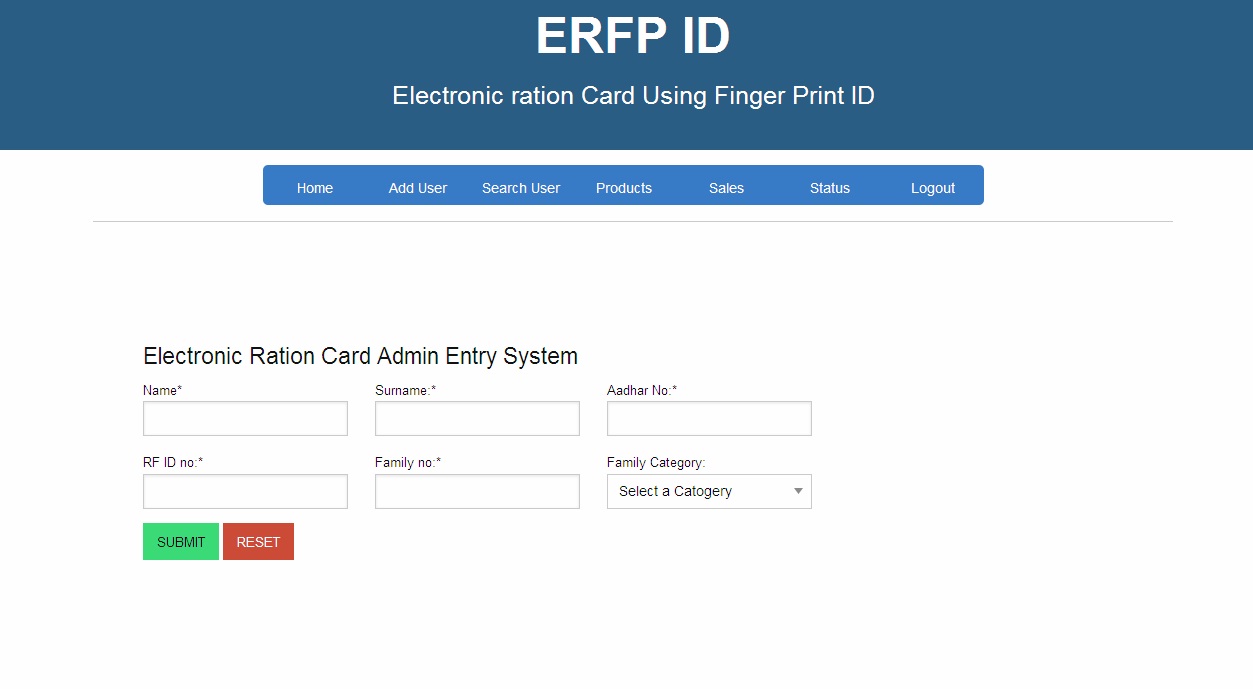 ERFP ID
Electronic ration Card Using Finger Print ID
Home Add User Search User Products Sales Status Logout
Electronic Ration Card Admin Entry System
Name* Surname:* Aadhar No:*
RF ID no:* Family no:* Family Category:
Select a Catogery
SUBMIT RESET